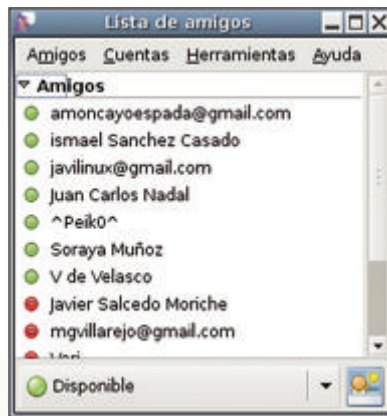 Lista de amigos
Amigos Cuentas Herramientas Ayuda
Amigos
amoncayoespada@gmail.com
ismael Sanchez Casado
javilinux@gmail.com
Juan Carlos Nadal
^Peik0^
Soraya Muñoz
V de Velasco
Javier Salcedo Moriche
mgvillarejo@gmail.com
Disponible